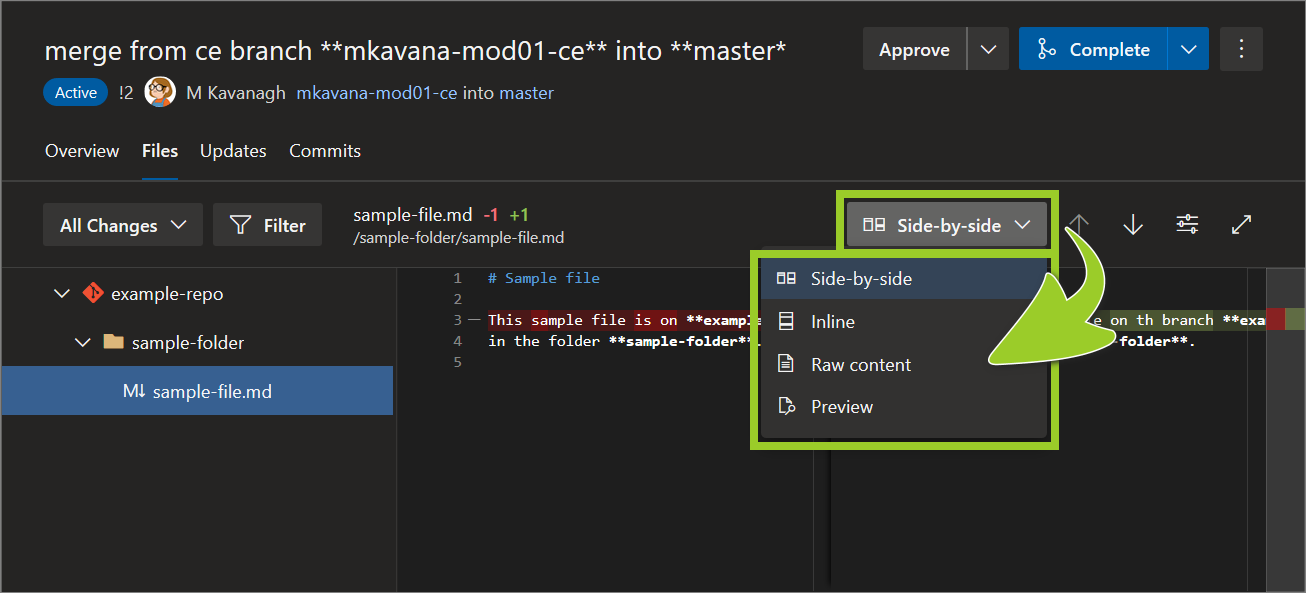 merge from ce branch **mkavana-mod01-ce** into **master*
Approve
Complete
Active !2 M Kavanagh mkavana-mod01-ce into master
Overview Files Updates Commits
All Changes
Filter
sample-file.md -1 +1
/sample-folder/sample-file.md
Side-by-side
example-repo
sample-folder
sample-file.md
1 # Sample file
2
3 This sample file is on **example
4 in the folder **sample-folder**.
5
Side-by-side
Inline
Raw content
Preview
on th branch **exa
-folder**.